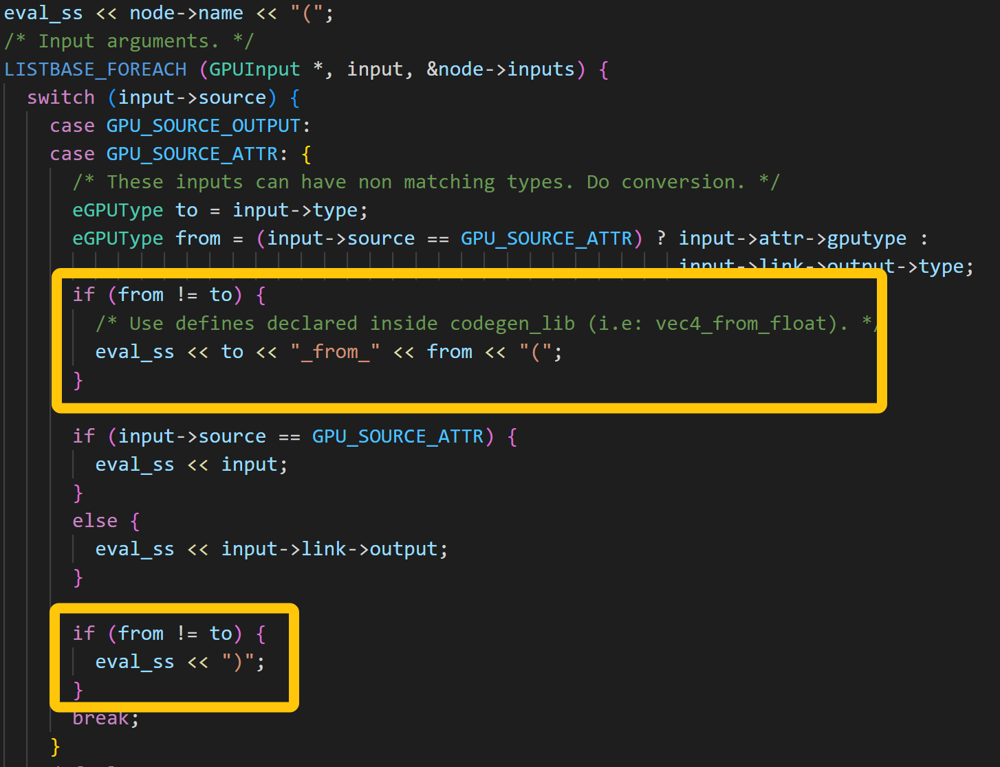 eval_ss << node->name << "(";
/* Input arguments. */
LISTBASE_FOREACH (GPUInput *, input, &node->inputs) {
switch (input->source) {
case GPU_SOURCE_OUTPUT:
case GPU_SOURCE_ATTR: {
/* These inputs can have non matching types. Do conversion. */
eGPUType to = input->type;
eGPUType from = (input->source == GPU_SOURCE_ATTR) ? input->attr->gputype :
input->link->output->type;
if (from != to) {
/* Use defines declared inside codegen_lib (i.e: vec4_from_float). */
eval_ss << to << "_from_" << from << "(";
}
if (input->source == GPU_SOURCE_ATTR) {
eval_ss << input;
}
else {
eval_ss << input->link->output;
}
if (from != to) {
eval_ss << ")";
}
break;
}